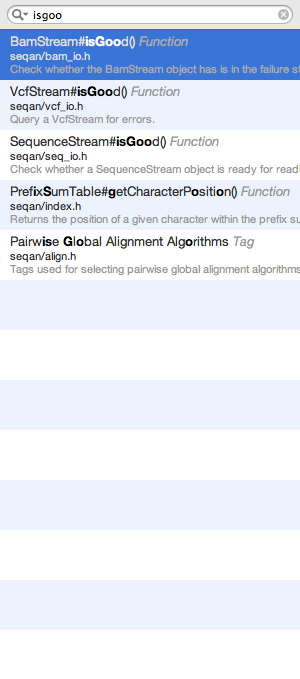 isgoo
BamStream#isGood() Function
seqan/bam_io.h
Check whether the BamStream object has is in the failure st
VcfStream#isGood() Function
seqan/vcf_io.h
Query a VcfStream for errors.
SequenceStream#isGood() Function
seqan/seq_io.h
Check whether a SequenceStream object is ready for readi
PrefixSumTable#getCharacterPosition() Function
seqan/index.h
Returns the position of a given character within the prefix su
Pairwise Global Alignment Algorithms Tag
seqan/align.h
Tags used for selecting pairwise global alignment algorithms